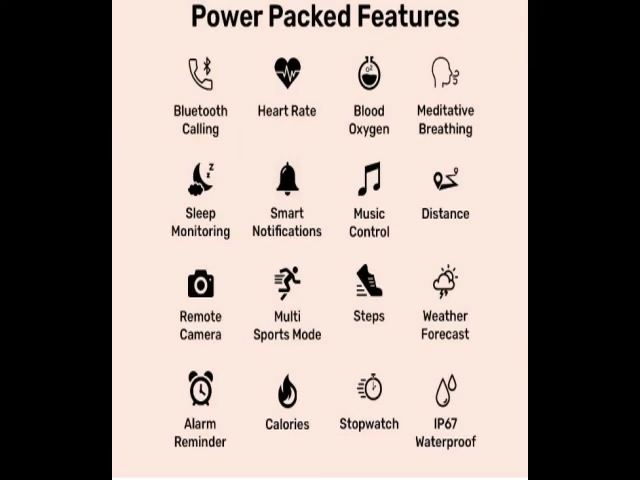 Power Packed Features
Bluetooth Calling
Heart Rate
Blood Oxygen
Meditative Breathing
Sleep Monitoring
Smart Notifications
Music Control
Distance
Remote Camera
Multi Sports Mode
Steps
Weather Forecast
Alarm Reminder
Calories
Stopwatch
IP67 Waterproof